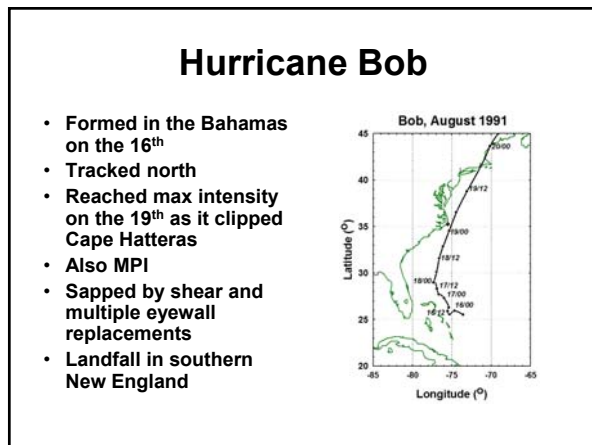 Hurricane Bob
• Formed in the Bahamas
on the 16th
• Tracked north
• Reached max intensity
on the 19th as it clipped
Cape Hatteras
• Also MPI
• Sapped by shear and
multiple eyewall
replacements
• Landfall in southern
New England
Bob, August 1991
45
20/00
40
19/12
35
19/00
18/12
30
18/00
17/12
17/00
16/00
16/12
25
20
-85
-80
-75
-70
-65
Latitude (O)
Longitude (O)